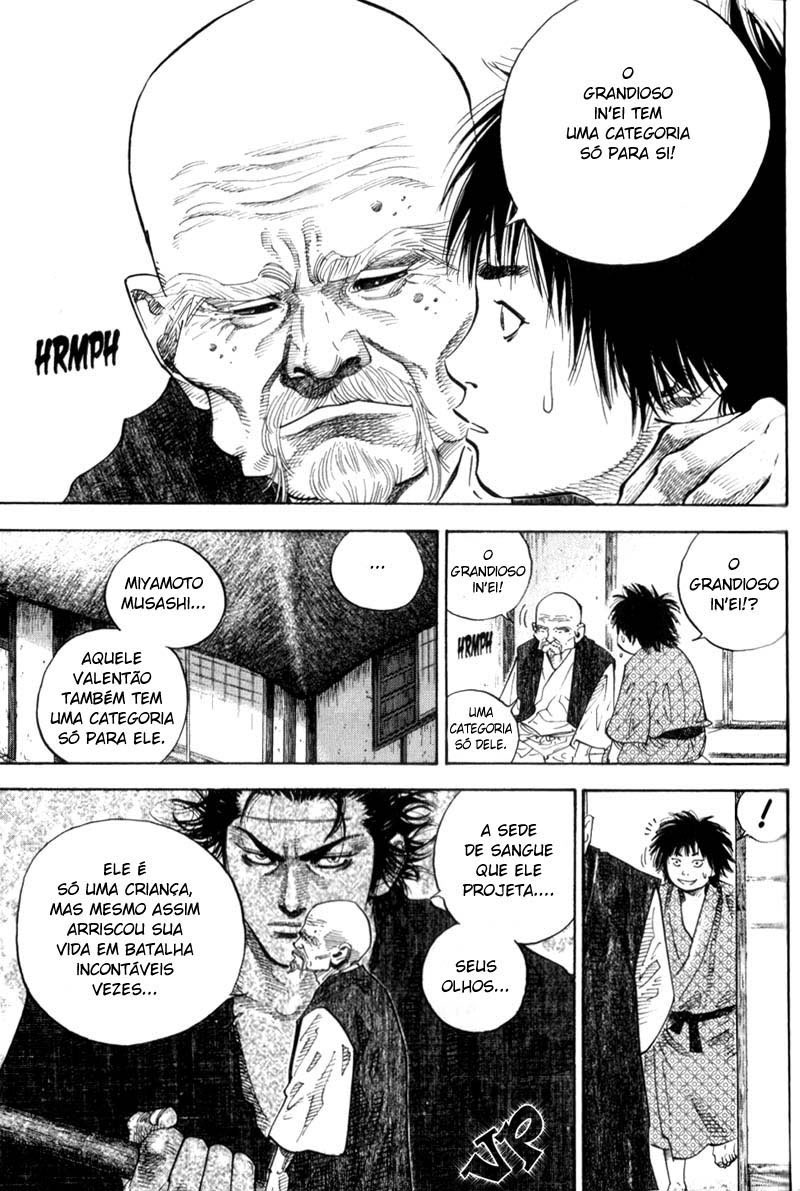 O
GRANDIOSO
IN'EI TEM
UMA CATEGORIA
SÓ PARA SI!
HRMPH
O
GRANDIOSO
IN'EI!?
O
GRANDIOSO
IN'EI!
HRMPH
UMA
CATEGORIA
SÓ DELE.
...
MIYAMOTO
MUSASHI...
AQUELE
VALENTÃO
TAMBÉM TEM
UMA CATEGORIA
SÓ PARA ELE.
!
A SEDE
DE SANGUE
QUE ELE
PROJETA....
SEUS
OLHOS...
ELE É
SÓ UMA CRIANÇA,
MAS MESMO ASSIM
ARRISCOU SUA
VIDA EM BATALHA
INCONTÁVEIS
VEZES...
VP